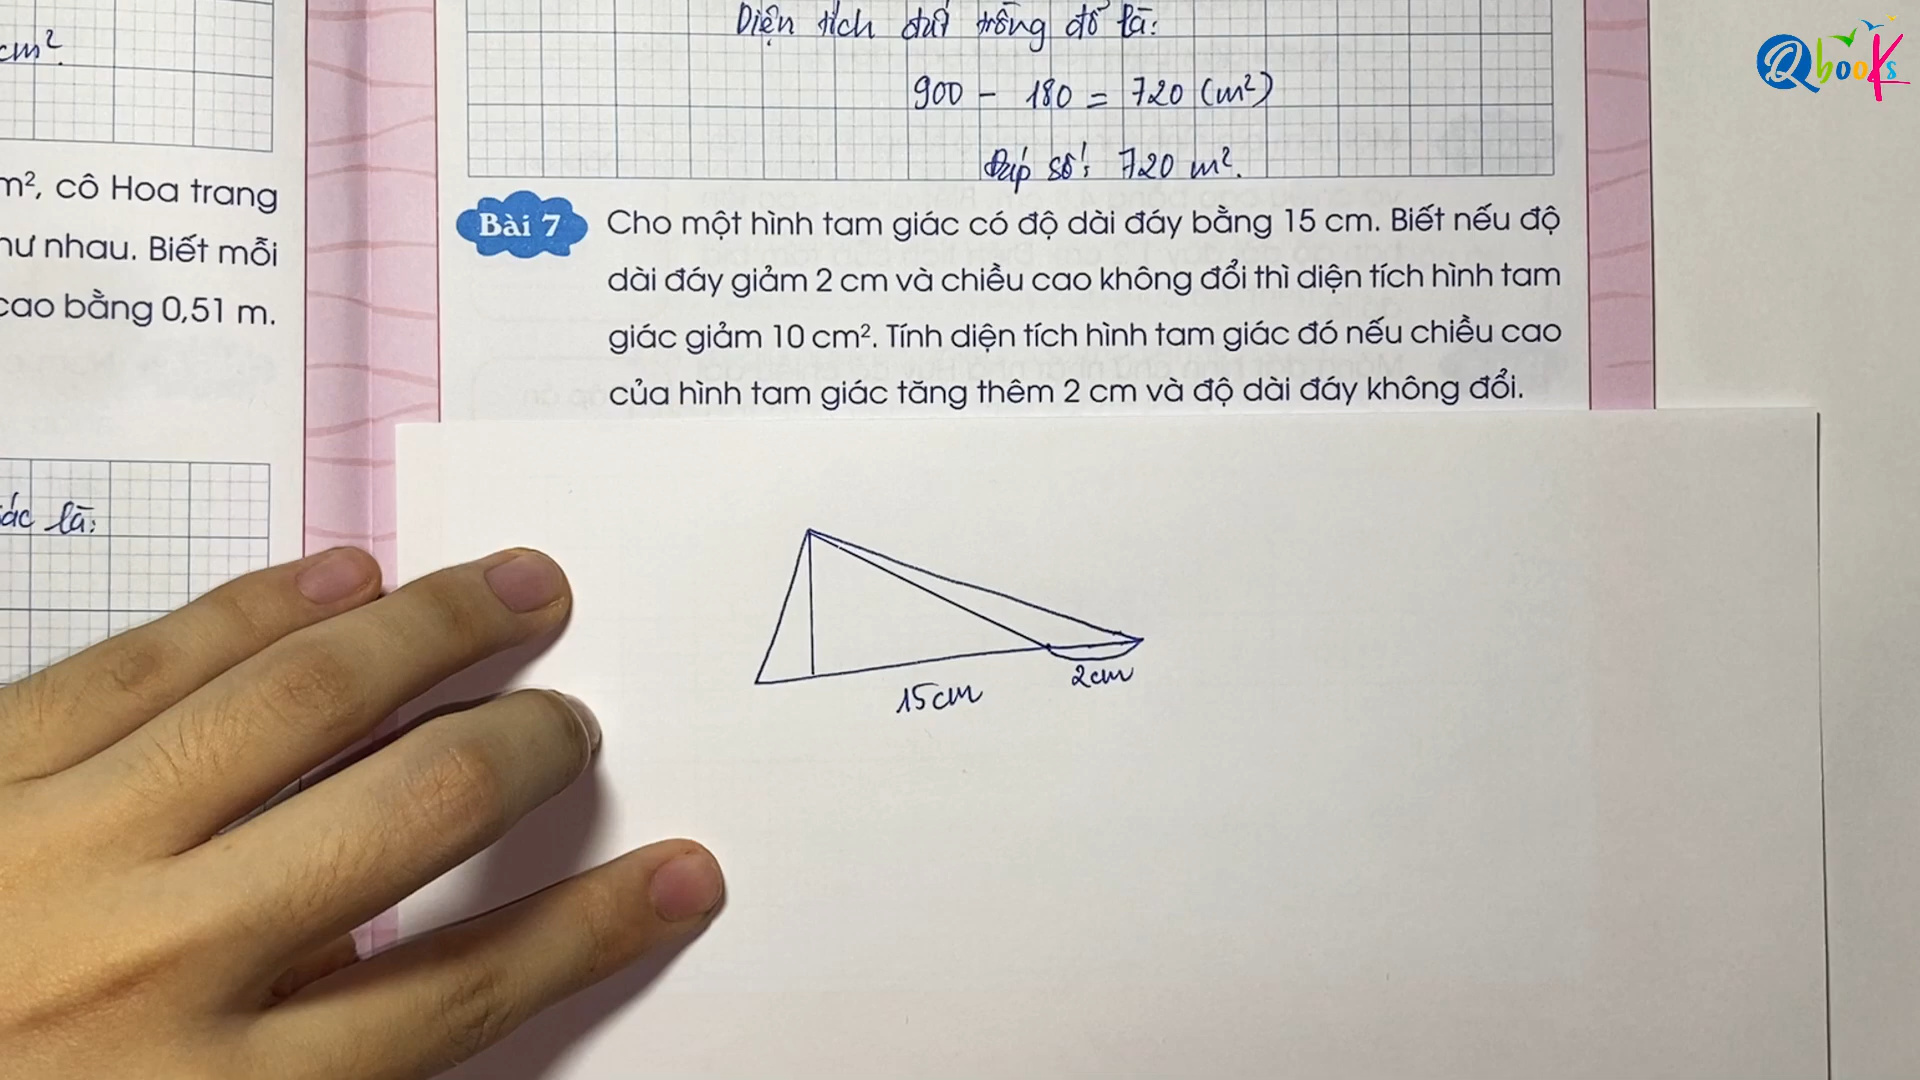 cm².
m², cô Hoa trang
hư nhau. Biết mỗi
cao bằng 0,51 m.
ác là:
Diện tích đất trồng đỗ là:
900 - 180 = 720 (m²)
Đáp số: 720 m².
Bài 7 Cho một hình tam giác có độ dài đáy bằng 15 cm. Biết nếu độ
dài đáy giảm 2 cm và chiều cao không đổi thì diện tích hình tam
giác giảm 10 cm². Tính diện tích hình tam giác đó nếu chiều cao
của hình tam giác tăng thêm 2 cm và độ dài đáy không đổi.
2cm
15cm
Qbooks